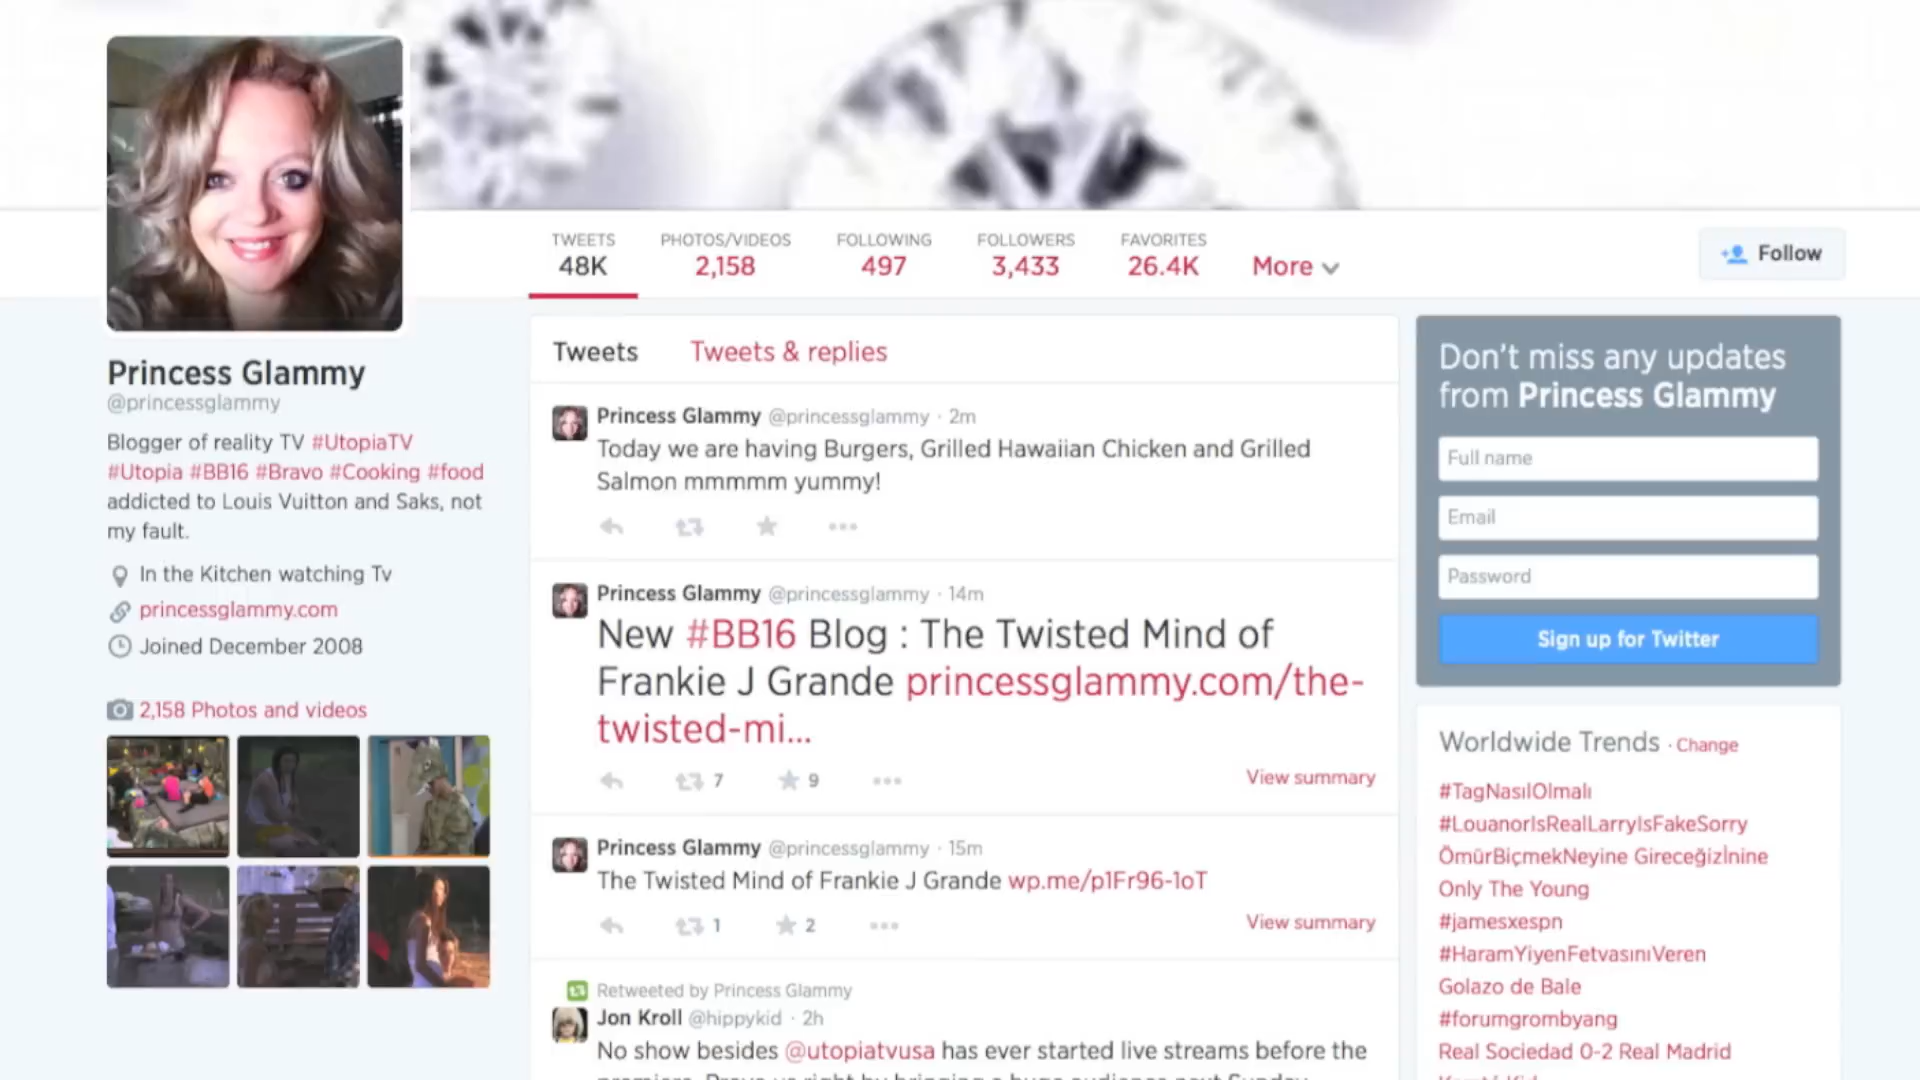 TWEETS
48K
PHOTOS/VIDEOS
2,158
FOLLOWING
497
FOLLOWERS
3,433
FAVORITES
26.4K
More
Follow
Princess Glammy
@princessglammy
Blogger of reality TV #UtopiaTV
#Utopia #BB16 #Bravo #Cooking #food
addicted to Louis Vuitton and Saks, not
my fault.
In the Kitchen watching Tv
princessglammy.com
Joined December 2008
2,158 Photos and videos
Tweets Tweets & replies
Princess Glammy @princessglammy · 2m
Today we are having Burgers, Grilled Hawaiian Chicken and Grilled
Salmon mmmmm yummy!
Princess Glammy @princessglammy · 14m
New #BB16 Blog : The Twisted Mind of
Frankie J Grande princessglammy.com/the-
twisted-mi...
7 9 View summary
Princess Glammy @princessglammy · 15m
The Twisted Mind of Frankie J Grande wp.me/p1Fr96-1oT
1 2 View summary
Retweeted by Princess Glammy
Jon Kroll @hippykid · 2h
No show besides @utopiatvusa has ever started live streams before the
Don't miss any updates
from Princess Glammy
Full name
Email
Password
Sign up for Twitter
Worldwide Trends · Change
#TagNasılOlmalı
#LouanorIsRealLarryIsFakeSorry
ÖmürBiçmekNeyine Gireceğizİnine
Only The Young
#jamesxespn
#HaramYiyenFetvasınıVeren
Golazo de Bale
#forumgrombyang
Real Sociedad 0-2 Real Madrid